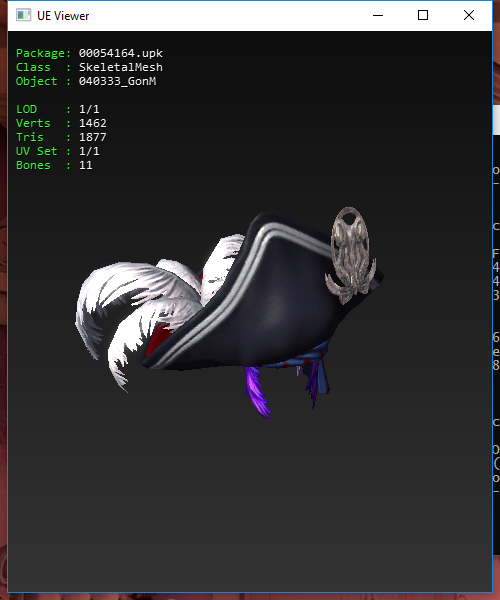 UE Viewer
Package: 00054164.upk
Class : SkeletalMesh
Object : 040333_GonM
LOD : 1/1
Verts : 1462
Tris : 1877
UV Set : 1/1
Bones : 11